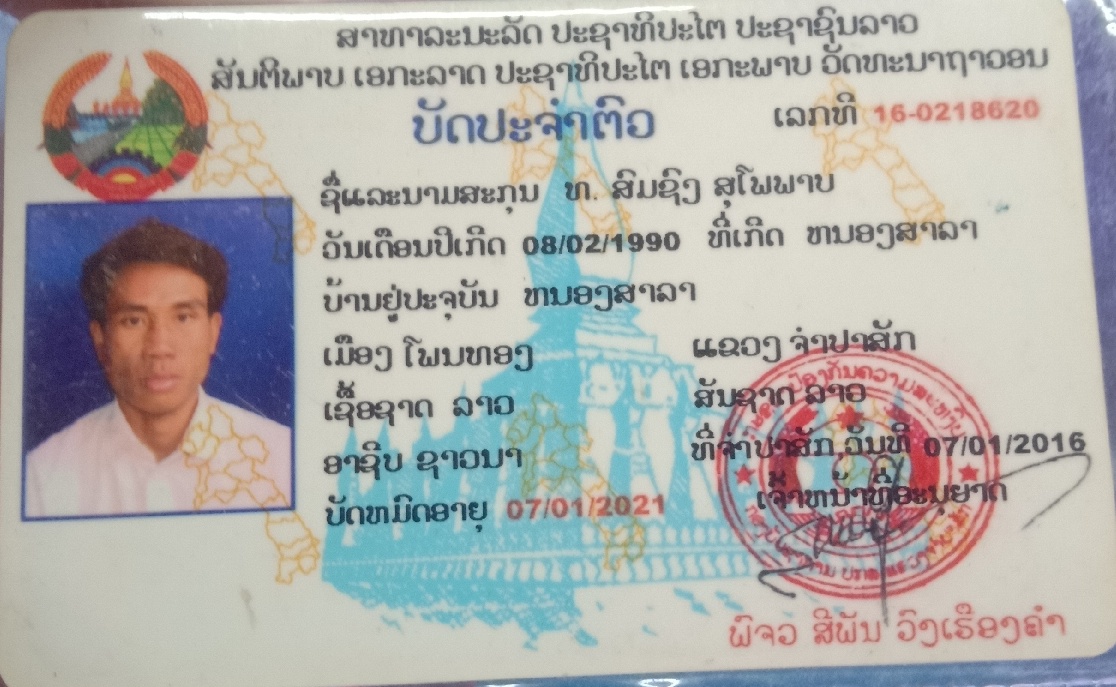 ສາທາລະນະລັດ ປະຊາທິປະໄຕ ປະຊາຊົນລາວ
ສັນຕິພາບ ເອກະລາດ ປະຊາທິປະໄຕ ເອກະພາບ ວັດທະນາຖາວອນ
ບັດປະຈຳຕົວ
ເລກທີ 16-0218620
ຊື່ແລະນາມສະກຸນ ທ. ສົມຊົງ ສຸໂພພາບ
ວັນເດືອນປີເກີດ 08/02/1990 ທີ່ເກີດ ຫນອງສາລາ
ບ້ານຢູ່ປະຈຸບັນ ຫນອງສາລາ
ເມືອງ ໂພນທອງ ແຂວງ ຈຳປາສັກ
ເຊື້ອຊາດ ລາວ ສັນຊາດ ລາວ
ອາຊີບ ຊາວນາ ທີ່ຈຳປາສັກ,ວັນທີ 07/01/2016
ບັດຫມົດອາຍຸ 07/01/2021 ເຈົ້າຫນ້າທີ່ອະນຸຍາດ
ພົຈວ ສີພັນ ວົງເຮືອງຄຳ